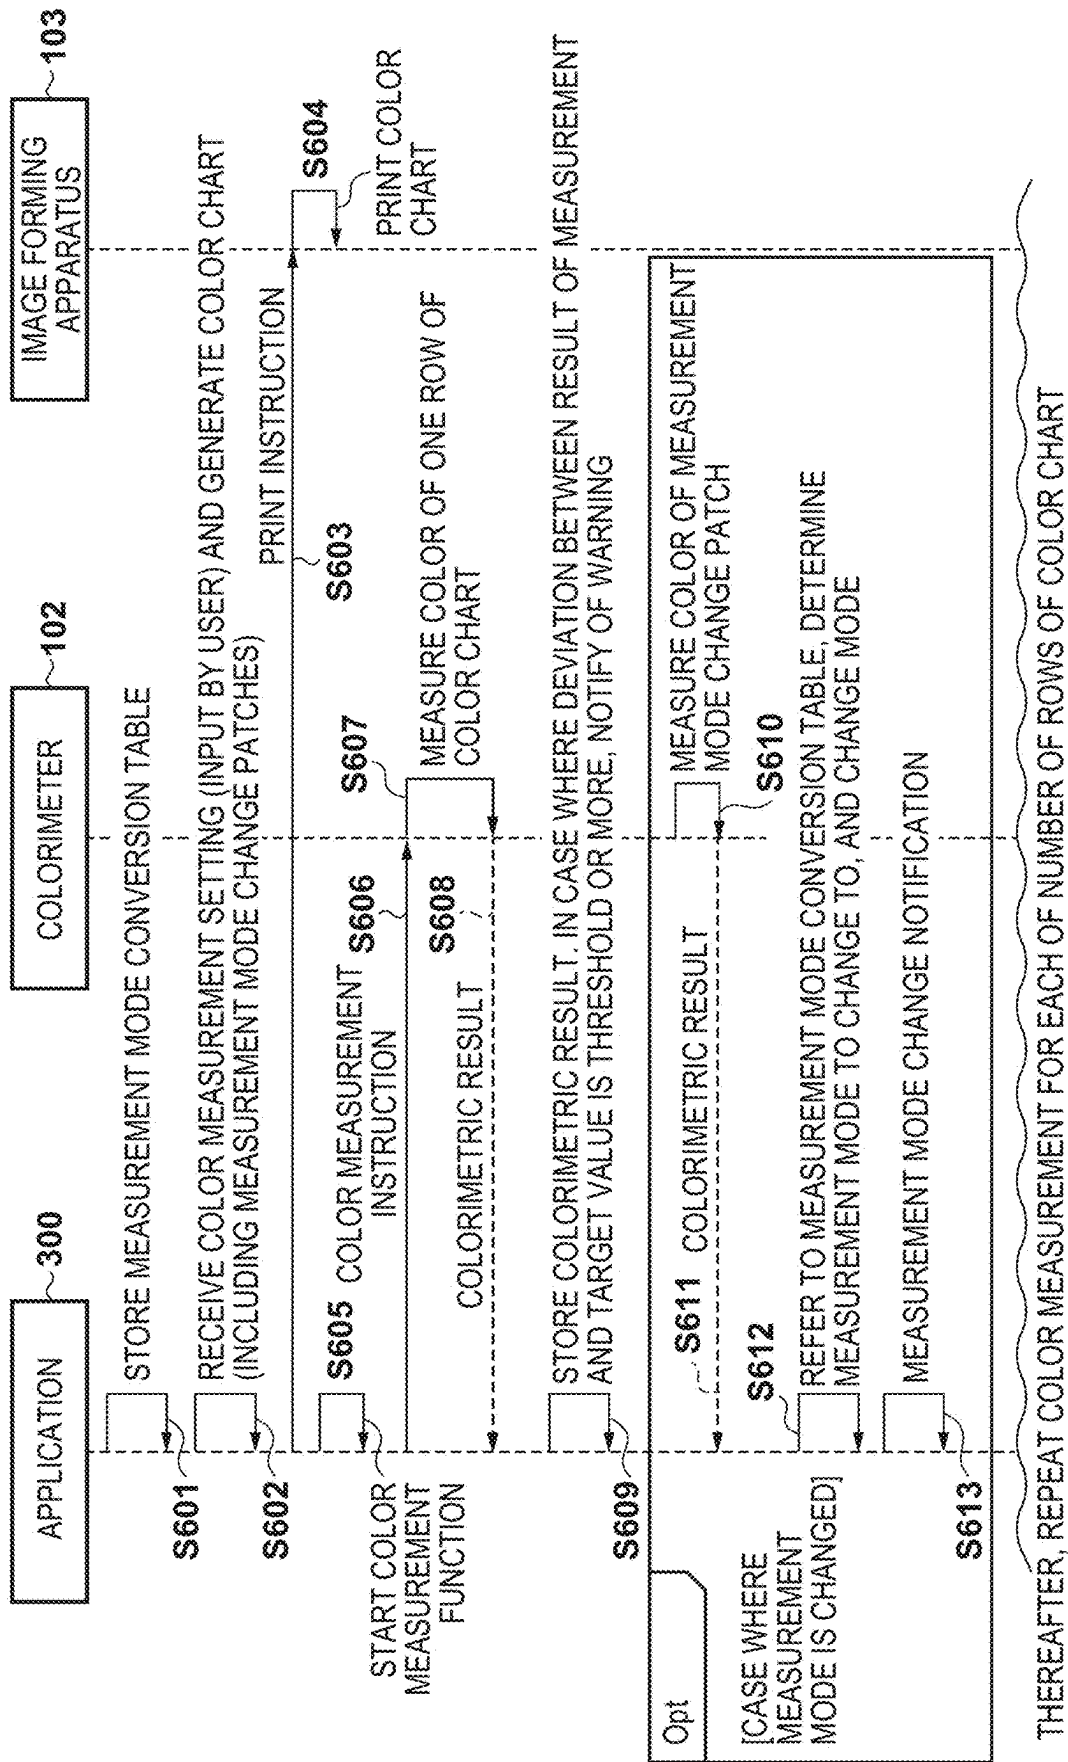 APPLICATION
300
COLORIMETER
102
IMAGE FORMING
APPARATUS
103
STORE MEASUREMENT MODE CONVERSION TABLE
S601
RECEIVE COLOR MEASUREMENT SETTING (INPUT BY USER) AND GENERATE COLOR CHART
(INCLUDING MEASUREMENT MODE CHANGE PATCHES)
S602
PRINT INSTRUCTION
S603
S604
PRINT COLOR
CHART
S605
START COLOR
MEASUREMENT
FUNCTION
COLOR MEASUREMENT
INSTRUCTION
S606
S607
MEASURE COLOR OF ONE ROW OF
COLOR CHART
COLORIMETRIC RESULT
S608
STORE COLORIMETRIC RESULT. IN CASE WHERE DEVIATION BETWEEN RESULT OF MEASUREMENT
AND TARGET VALUE IS THRESHOLD OR MORE, NOTIFY OF WARNING
S609
Opt
[CASE WHERE
MEASUREMENT
MODE IS CHANGED]
MEASURE COLOR OF MEASUREMENT
MODE CHANGE PATCH
S610
S611
COLORIMETRIC RESULT
S612
REFER TO MEASUREMENT MODE CONVERSION TABLE, DETERMINE
MEASUREMENT MODE TO CHANGE TO, AND CHANGE MODE
MEASUREMENT MODE CHANGE NOTIFICATION
S613
THEREAFTER, REPEAT COLOR MEASUREMENT FOR EACH OF NUMBER OF ROWS OF COLOR CHART